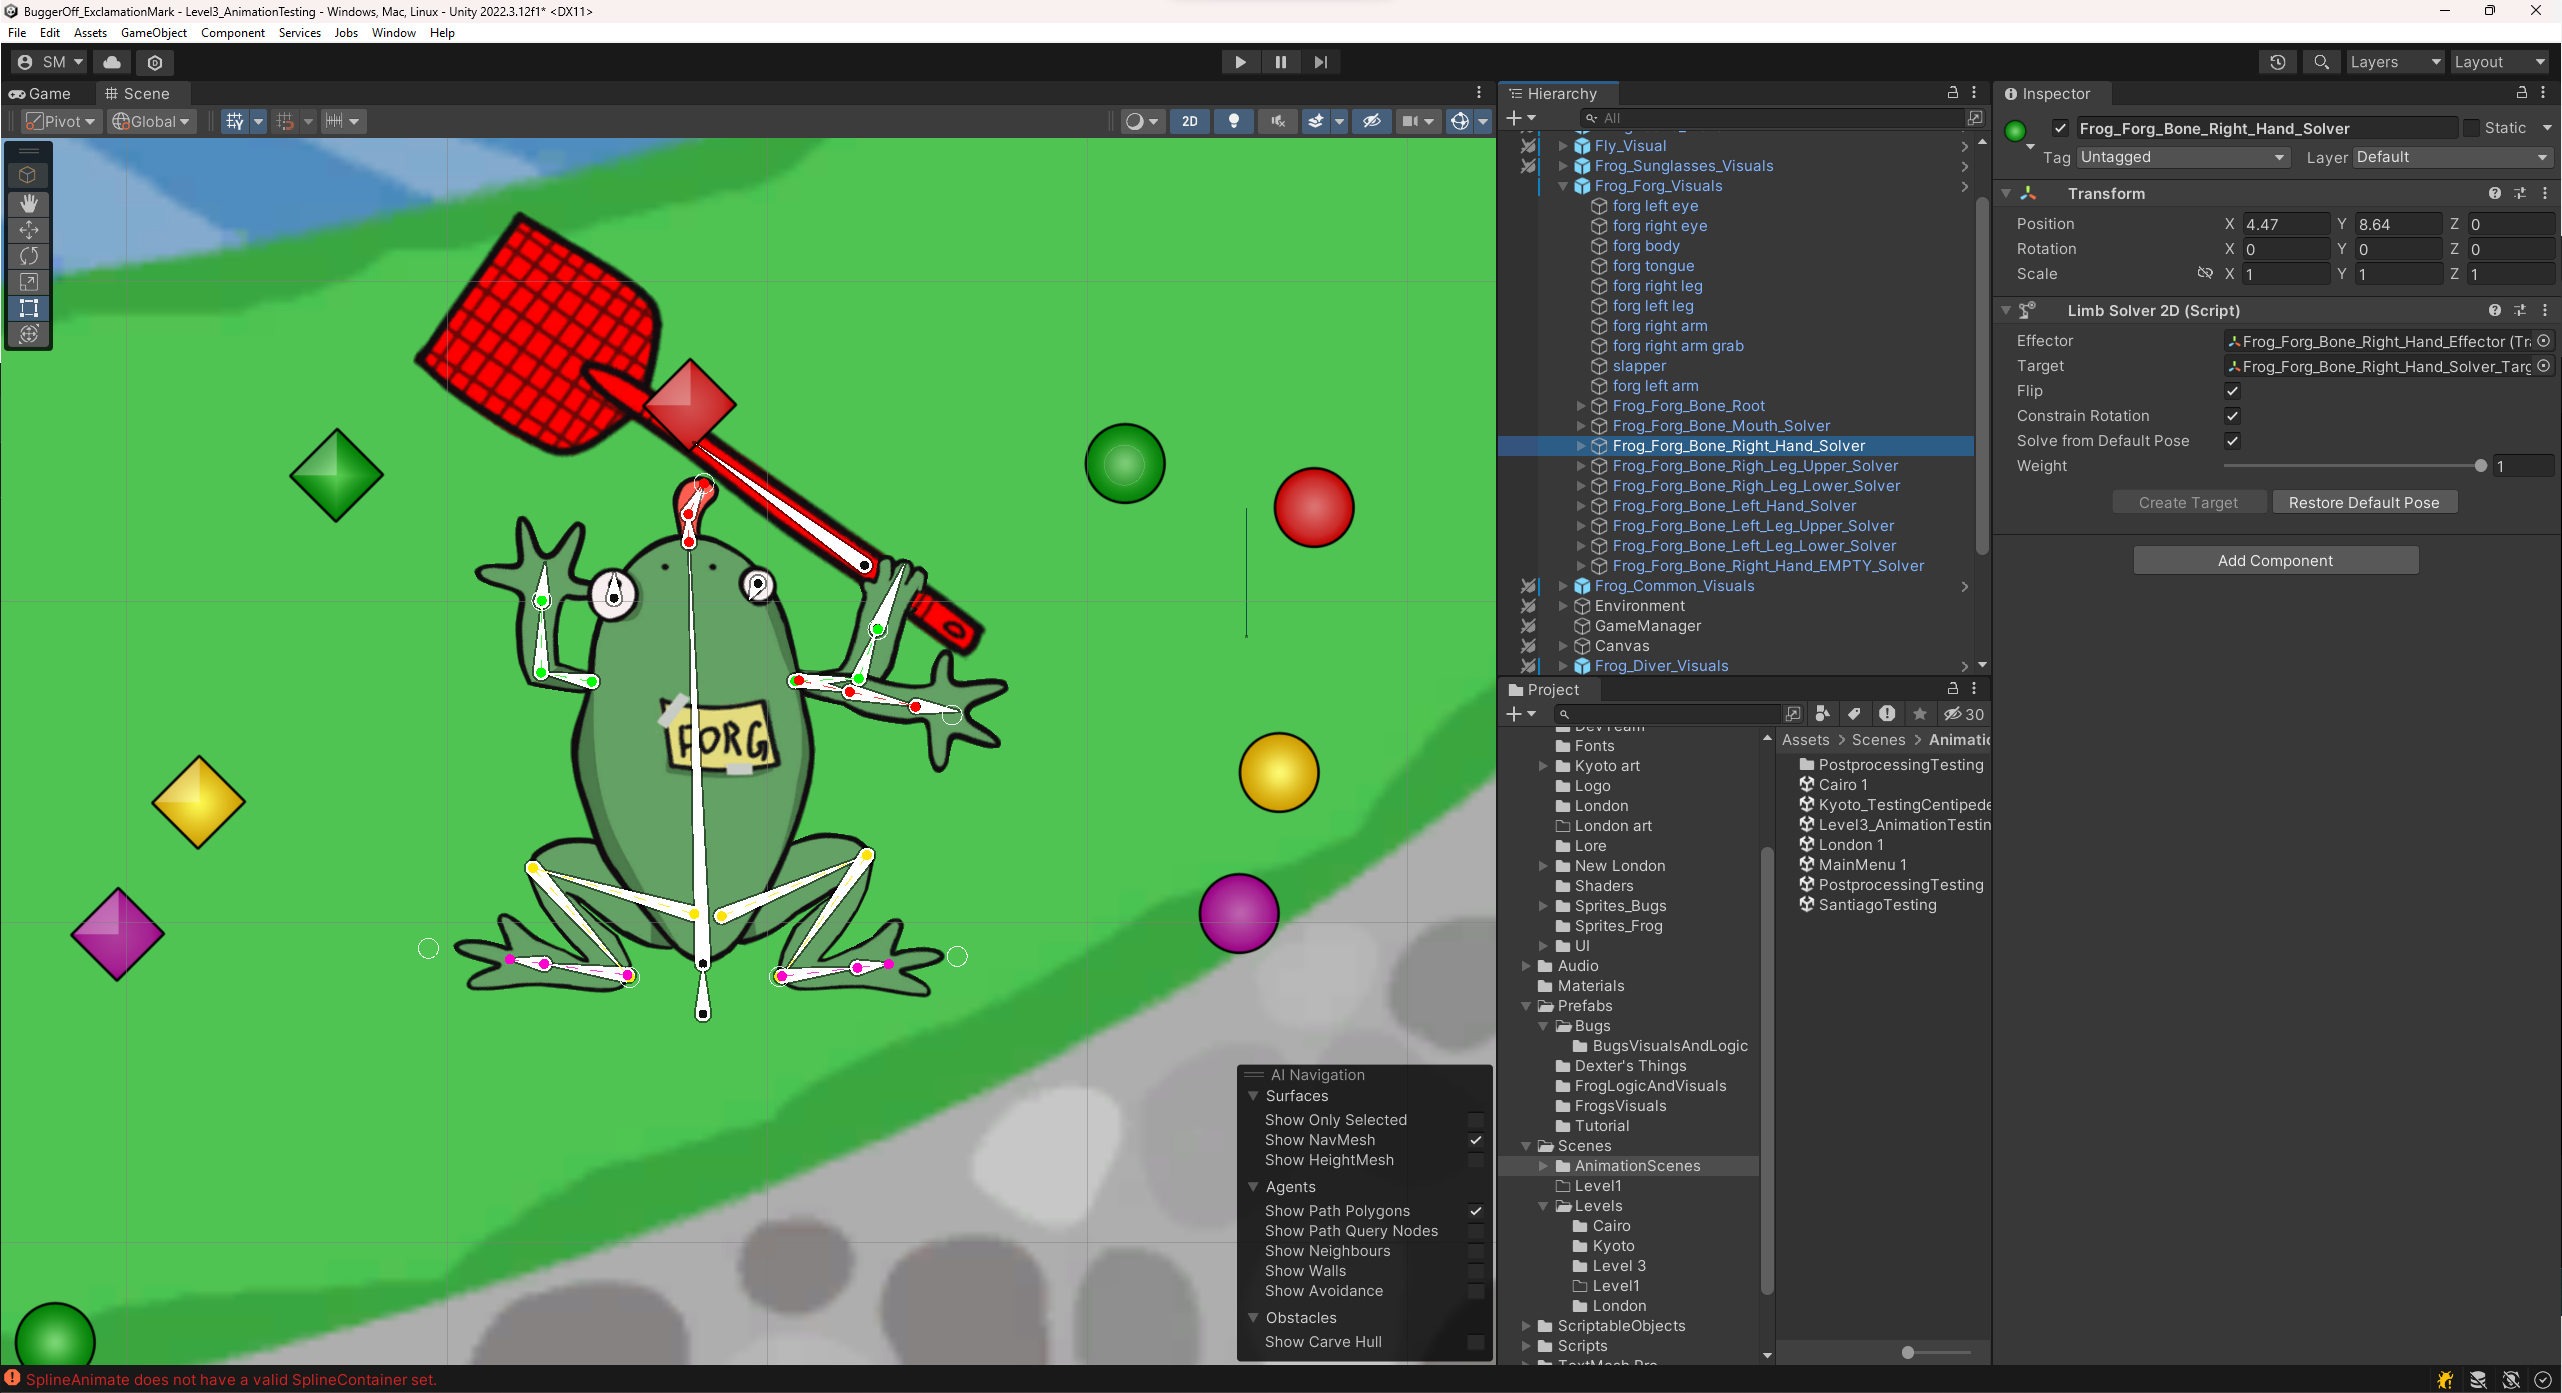 BuggerOff_ExclamationMark - Level3_AnimationTesting - Windows, Mac, Linux - Unity 2022.3.12f1* <DX11>
File Edit Assets GameObject Component Services Jobs Window Help
SM
Layers
Layout
Game
Scene
Pivot
Global
2D
FORG
AI Navigation
Surfaces
Show Only Selected
Show NavMesh
Show HeightMesh
Agents
Show Path Polygons
Show Path Query Nodes
Show Neighbours
Show Walls
Show Avoidance
Obstacles
Show Carve Hull
Hierarchy
All
Fly_Visual
Frog_Sunglasses_Visuals
Frog_Forg_Visuals
forg left eye
forg right eye
forg body
forg tongue
forg right leg
forg left leg
forg right arm
forg right arm grab
slapper
forg left arm
Frog_Forg_Bone_Root
Frog_Forg_Bone_Mouth_Solver
Frog_Forg_Bone_Right_Hand_Solver
Frog_Forg_Bone_Righ_Leg_Upper_Solver
Frog_Forg_Bone_Righ_Leg_Lower_Solver
Frog_Forg_Bone_Left_Hand_Solver
Frog_Forg_Bone_Left_Leg_Upper_Solver
Frog_Forg_Bone_Left_Leg_Lower_Solver
Frog_Forg_Bone_Right_Hand_EMPTY_Solver
Frog_Common_Visuals
Environment
GameManager
Canvas
Frog_Diver_Visuals
Project
30
DevTeam
Fonts
Kyoto art
Logo
London
London art
Lore
New London
Shaders
Sprites_Bugs
Sprites_Frog
UI
Audio
Materials
Prefabs
Bugs
BugsVisualsAndLogic
Dexter's Things
FrogLogicAndVisuals
FrogsVisuals
Tutorial
Scenes
AnimationScenes
Level1
Levels
Cairo
Kyoto
Level 3
Level1
London
ScriptableObjects
Scripts
Assets > Scenes > Animatic
PostprocessingTesting
Cairo 1
Kyoto_TestingCentipede
Level3_AnimationTestin
London 1
MainMenu 1
PostprocessingTesting
SantiagoTesting
Inspector
Frog_Forg_Bone_Right_Hand_Solver
Static
Tag Untagged
Layer Default
Transform
Position X 4.47 Y 8.64 Z 0
Rotation X 0 Y 0 Z 0
Scale X 1 Y 1 Z 1
Limb Solver 2D (Script)
Effector Frog_Forg_Bone_Right_Hand_Effector (Tra
Target Frog_Forg_Bone_Right_Hand_Solver_Targ
Flip
Constrain Rotation
Solve from Default Pose
Weight 1
Create Target
Restore Default Pose
Add Component
SplineAnimate does not have a valid SplineContainer set.